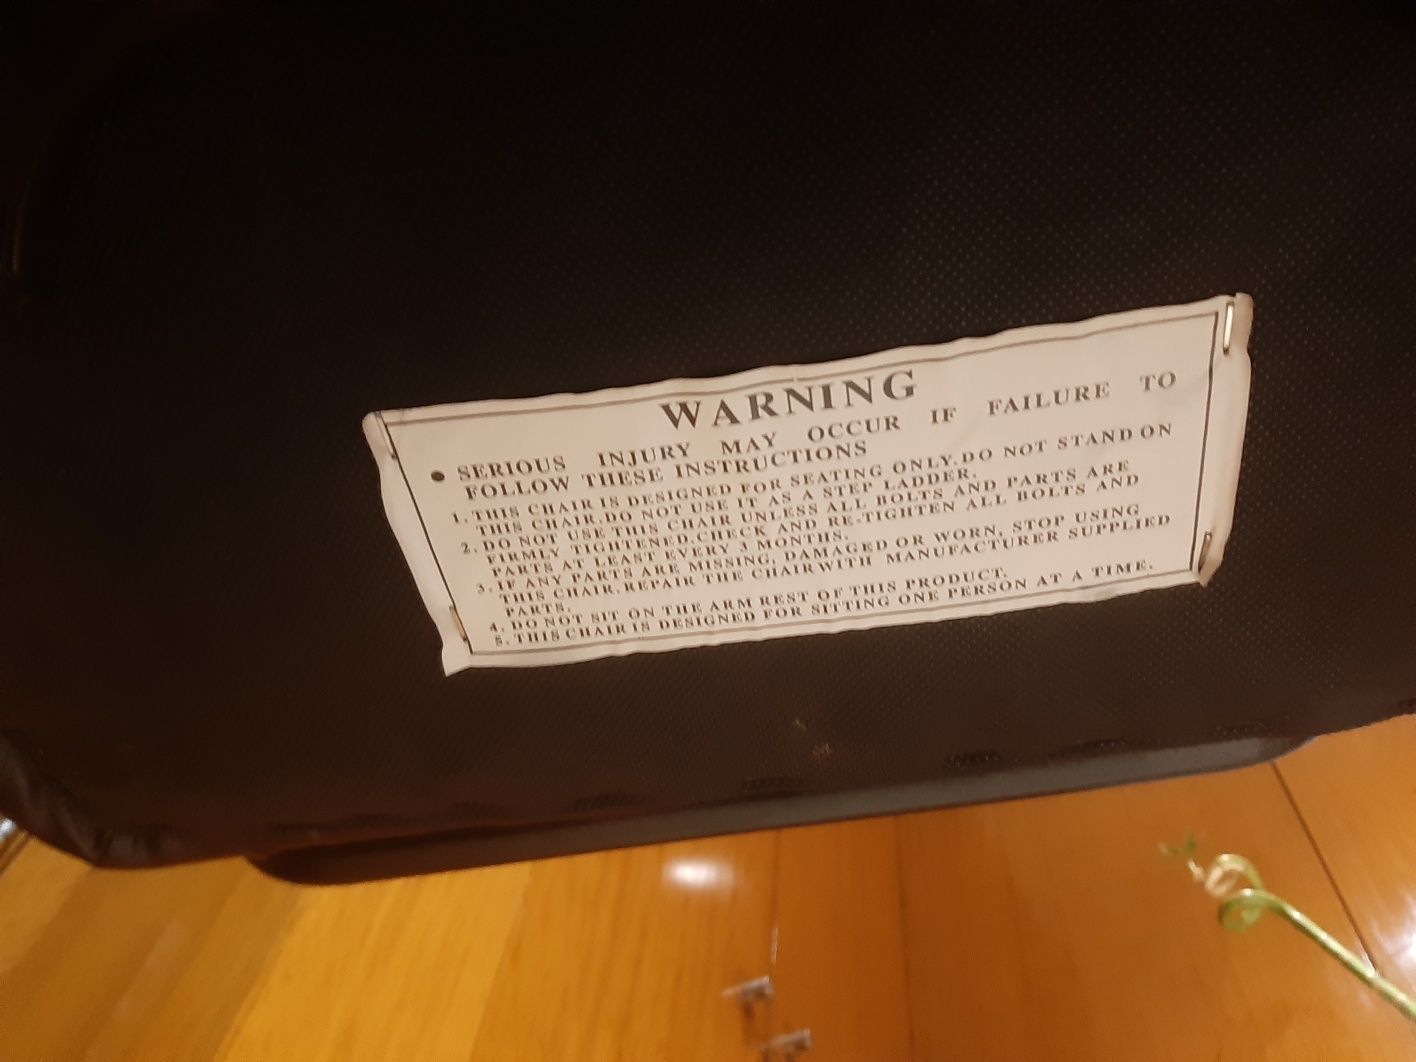 WARNING
• SERIOUS INJURY MAY OCCUR IF FAILURE TO
FOLLOW THESE INSTRUCTIONS
1. THIS CHAIR IS DESIGNED FOR SEATING ONLY.DO NOT STAND ON
THIS CHAIR.DO NOT USE IT AS A STEP LADDER.
2. DO NOT USE THIS CHAIR UNLESS ALL BOLTS AND PARTS ARE
FIRMLY TIGHTENED.CHECK AND RE-TIGHTEN ALL BOLTS AND
PARTS AT LEAST EVERY 3 MONTHS.
3. IF ANY PARTS ARE MISSING, DAMAGED OR WORN, STOP USING
THIS CHAIR. REPAIR THE CHAIR WITH MANUFACTURER SUPPLIED
PARTS.
4. DO NOT SIT ON THE ARM REST OF THIS PRODUCT.
5. THIS CHAIR IS DESIGNED FOR SITTING ONE PERSON AT A TIME.